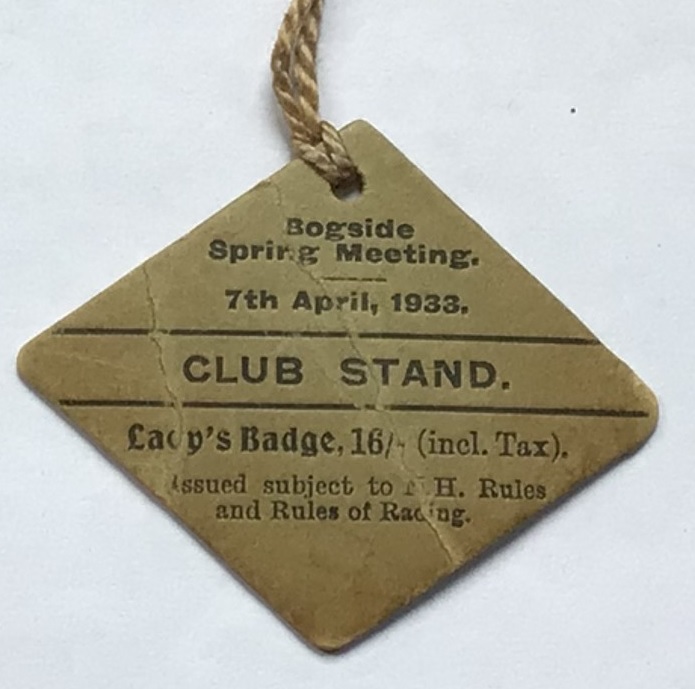 Bogside
Spring Meeting.
7th April, 1933.
CLUB STAND.
Lady's Badge, 16/- (incl. Tax).
Issued subject to H. Rules
and Rules of Racing.